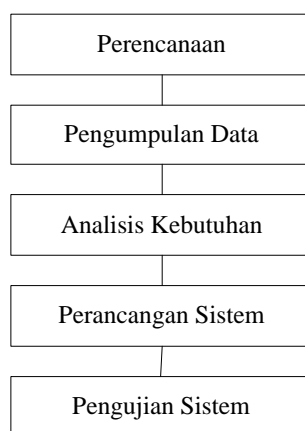 Perencanaan
Pengumpulan Data
Analisis Kebutuhan
Perancangan Sistem
Pengujian Sistem